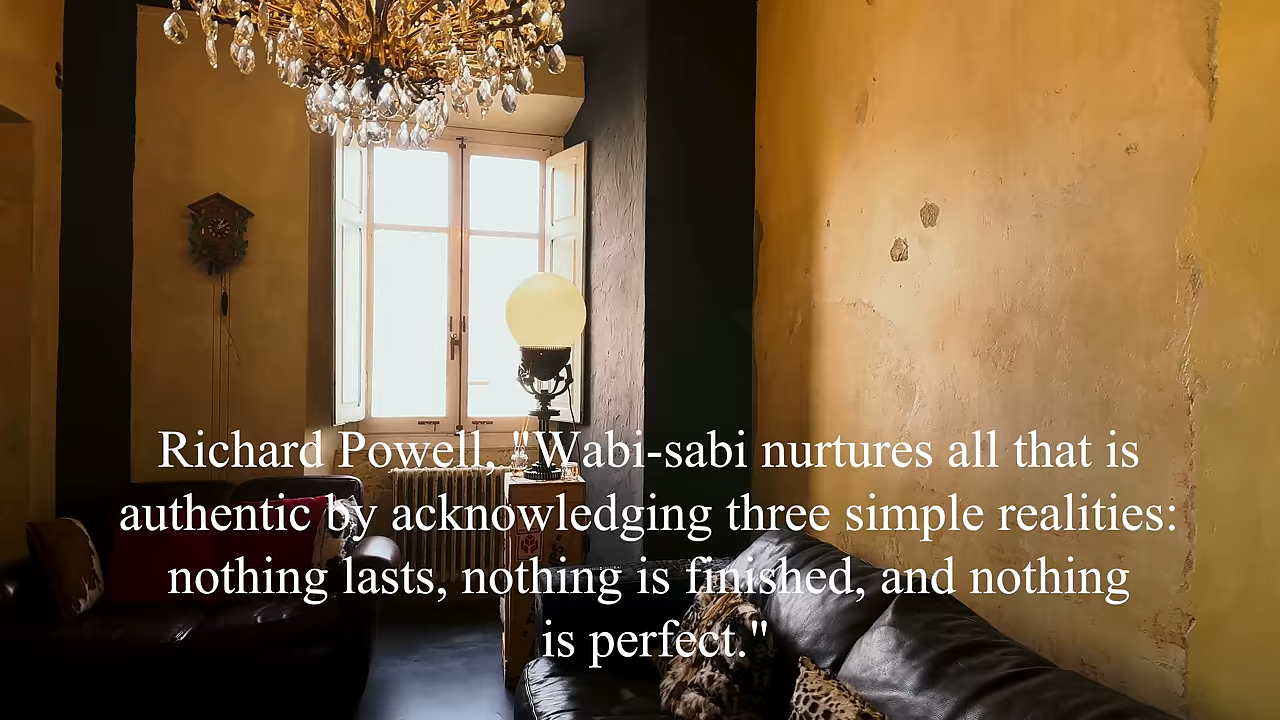 Richard Powell, "Wabi-sabi nurtures all that is
authentic by acknowledging three simple realities:
nothing lasts, nothing is finished, and nothing
is perfect."